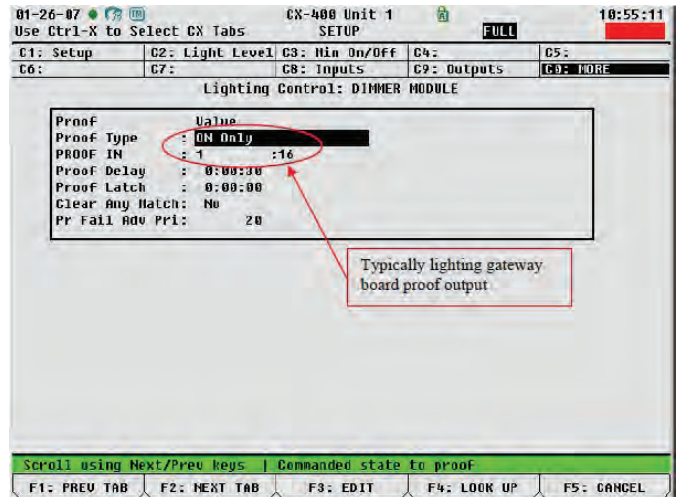 01-26-07 CX-400 Unit 1 10:55:11
Use Ctrl-X to Select CX Tabs SETUP FULL
C1: Setup C2: Light Level C3: Min On/Off C4: C5:
C6: C7: C8: Inputs C9: Outputs C0: MORE
Lighting Control: DIMMER MODULE
Proof Value
Proof Type : ON Only
PROOF IN : 1 :16
Proof Delay : 0:00:30
Proof Latch : 0:00:00
Clear Any Match: No
Pr Fail Adv Pri: 20
Typically lighting gateway
board proof output
Scroll using Next/Prev keys | Commanded state to proof
F1: PREV TAB F2: NEXT TAB F3: EDIT F4: LOOK UP F5: CANCEL